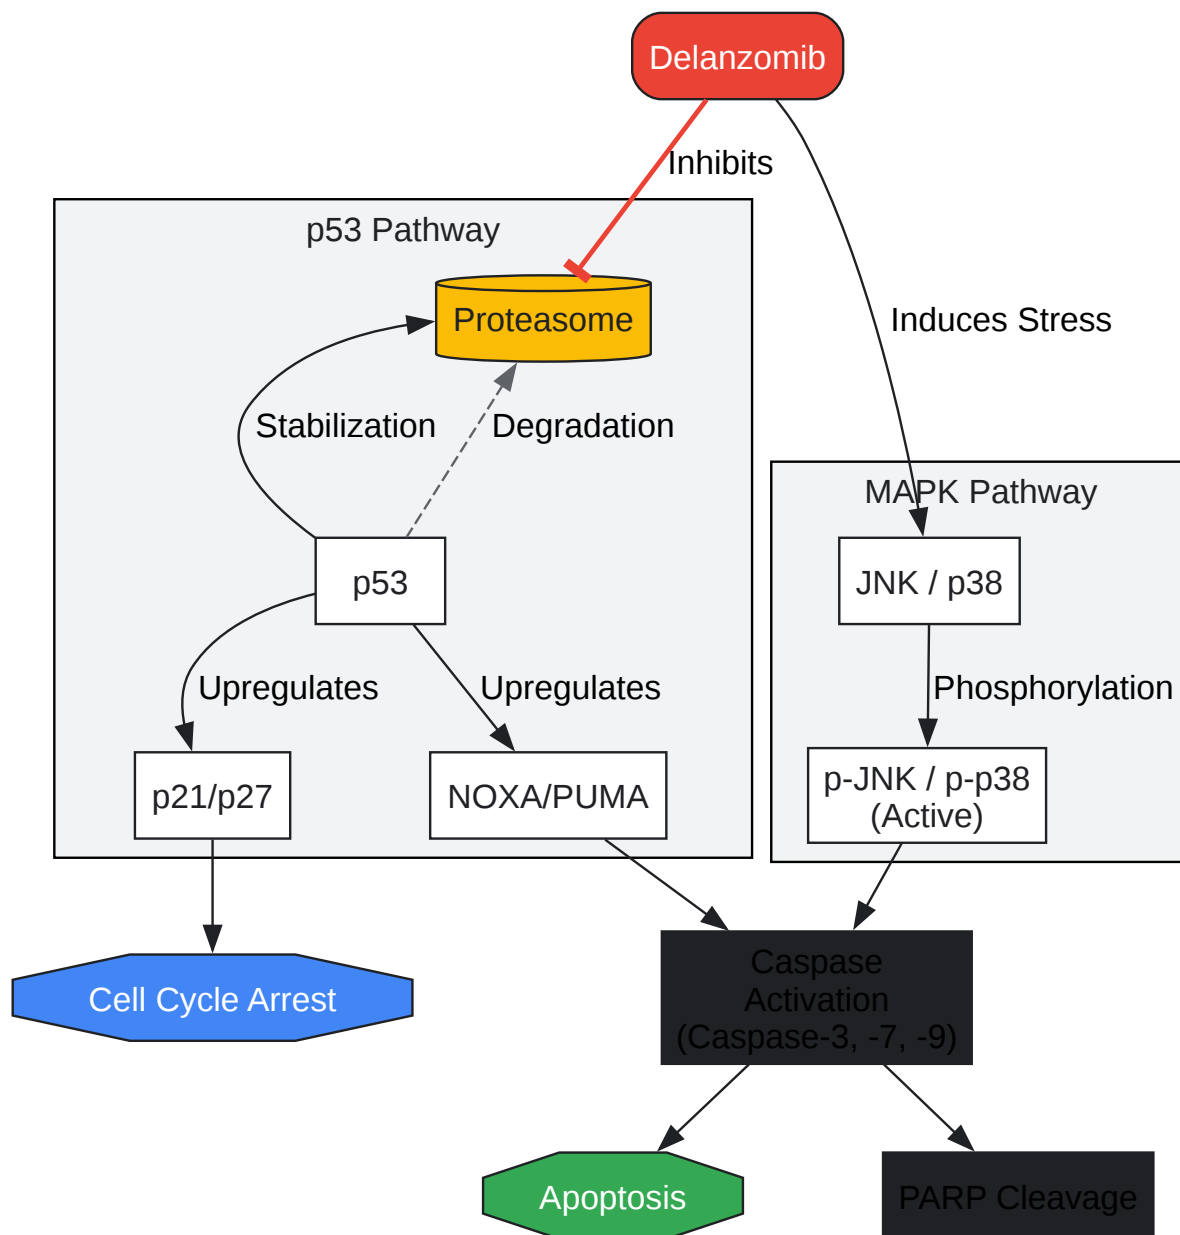 Delanzomib
Inhibits
p53 Pathway
Proteasome
Induces Stress
Stabilization
Degradation
MAPK Pathway
p53
JNK / p38
Upregulates
Upregulates
Phosphorylation
p21/p27
NOXA/PUMA
p-JNK / p-p38
(Active)
Cell Cycle Arrest
Caspase
Activation
(Caspase-3, -7, -9)
Apoptosis
PARP Cleavage